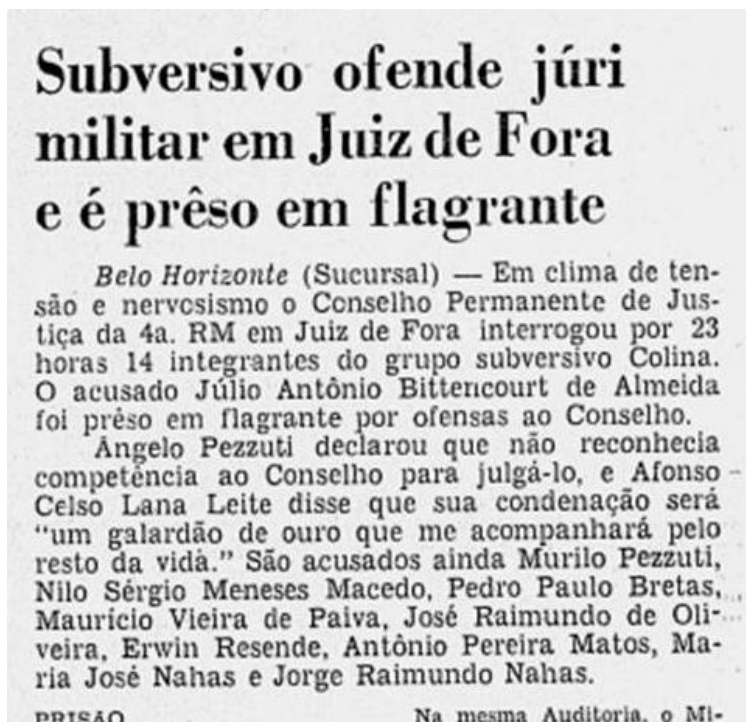 Subversivo ofende júri
militar em Juiz de Fora
e é prêso em flagrante
Belo Horizonte (Sucursal) — Em clima de ten-
são e nervosismo o Conselho Permanente de Jus-
tiça da 4a. RM em Juiz de Fora interrogou por 23
horas 14 integrantes do grupo subversivo Colina.
O acusado Júlio Antônio Bittencourt de Almeida
foi prêso em flagrante por ofensas ao Conselho.
Ângelo Pezzuti declarou que não reconhecia
competência ao Conselho para julgá-lo, e Afonso
Celso Lana Leite disse que sua condenação será
"um galardão de ouro que me acompanhará pelo
resto da vida." São acusados ainda Murilo Pezzuti,
Nilo Sérgio Meneses Macedo, Pedro Paulo Bretas,
Maurício Vieira de Paiva, José Raimundo de Oli-
veira, Erwin Resende, Antônio Pereira Matos, Ma-
ria José Nahas e Jorge Raimundo Nahas.
PRISÃO
Na mesma Auditoria, o Mi-